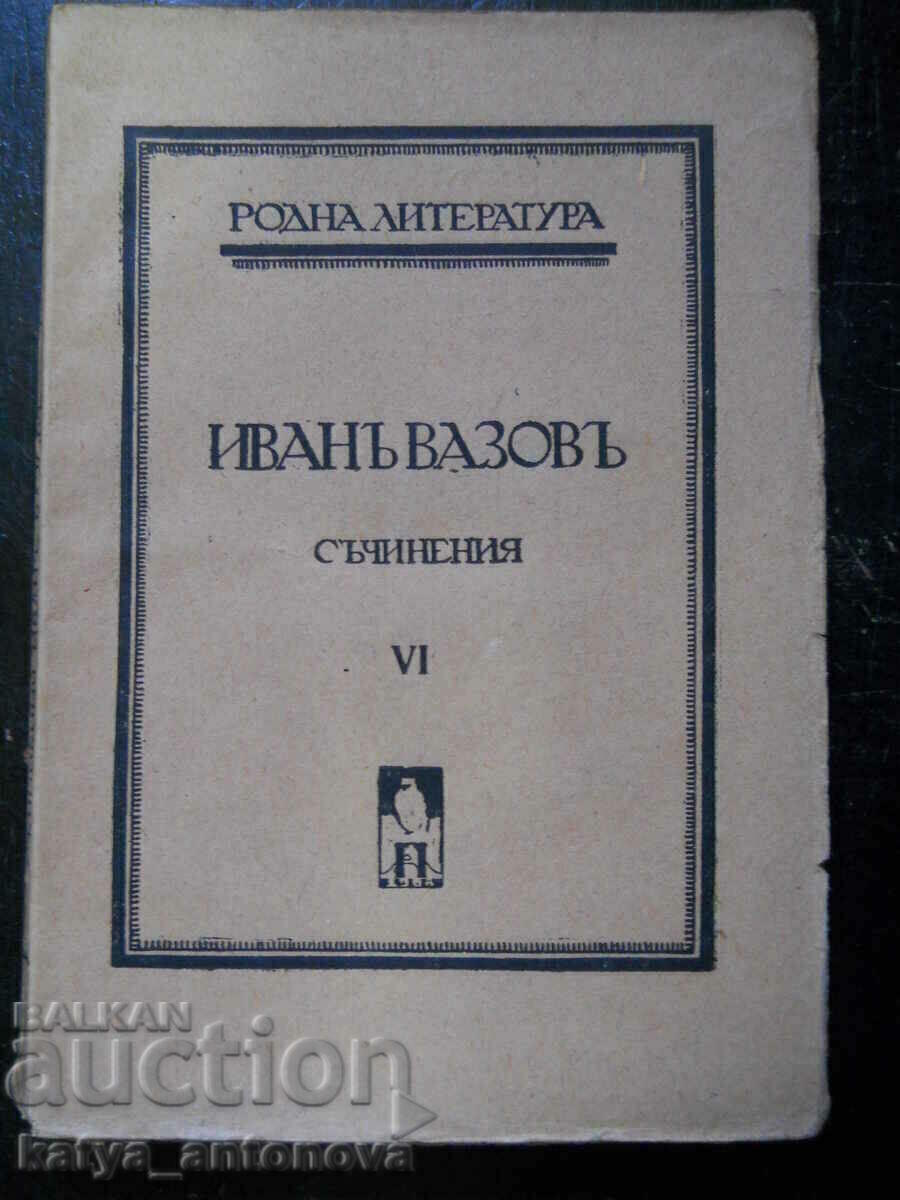 РОДНА ЛИТЕРАТУРА
ИВАНЪ ВАЗОВЪ
СЪЧИНЕНИЯ
VI
П
BALKAN
auction
katya_antonova